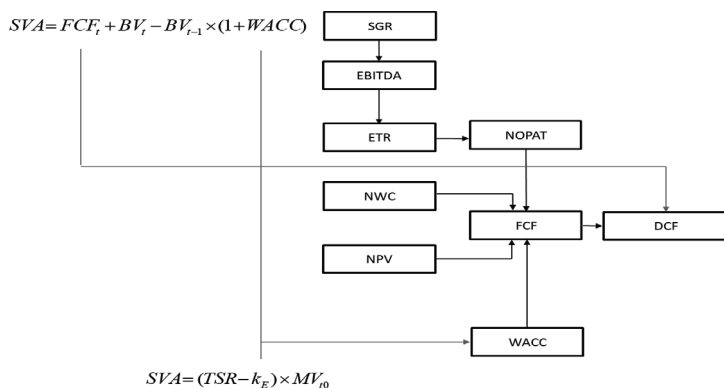 SVA = FCF_t + BV_t − BV_{t−1} × (1 + WACC)
SGR
EBITDA
ETR
NOPAT
NWC
FCF
DCF
NPV
WACC
SVA = (TSR − k_E) × MV_{t0}